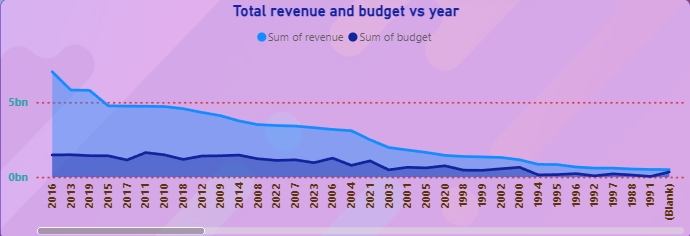 Total revenue and budget vs year
Sum of revenue Sum of budget
5bn
0bn
2016 2013 2019 2015 2017 2011 2010 2018 2012 2009 2014 2008 2022 2007 2023 2006 2004 2021 2003 2001 2005 2020 1998 1999 2002 2000 1994 1995 1996 1992 1997 1988 1991 (Blank)